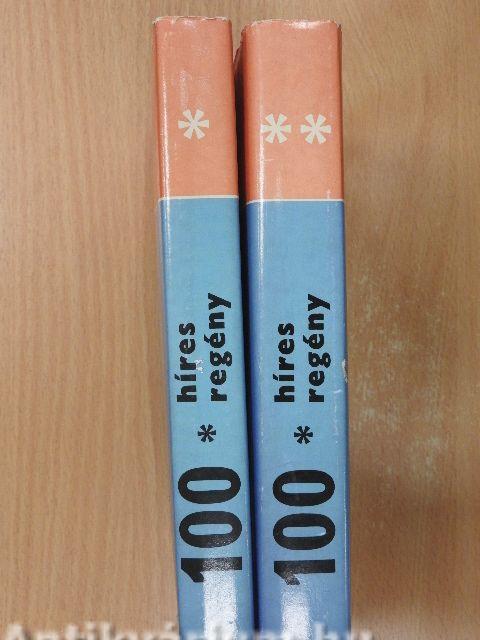 *
100 * híres
regény
**
100 * híres
regény